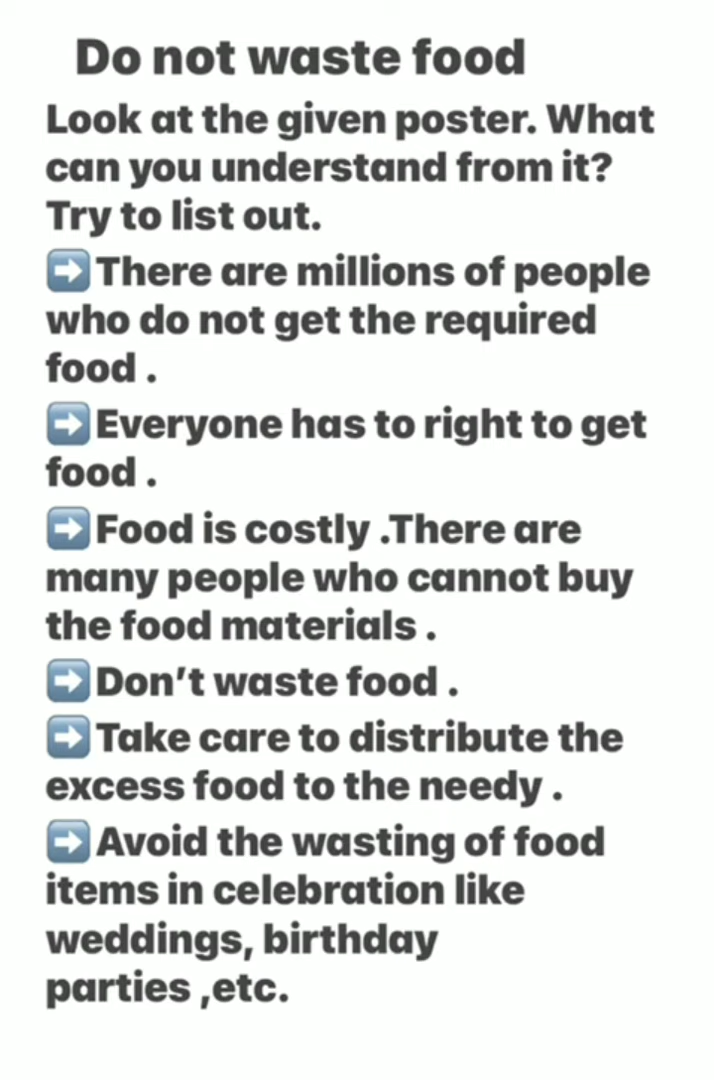 Do not waste food
Look at the given poster. What
can you understand from it?
Try to list out.
➡️There are millions of people
who do not get the required
food .
➡️Everyone has to right to get
food .
➡️Food is costly .There are
many people who cannot buy
the food materials .
➡️Don’t waste food .
➡️Take care to distribute the
excess food to the needy .
➡️Avoid the wasting of food
items in celebration like
weddings, birthday
parties ,etc.